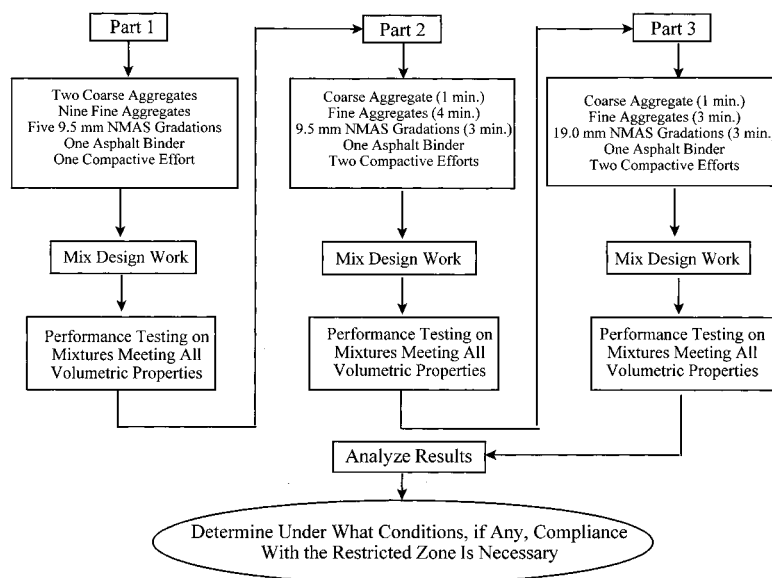 Part 1
Two Coarse Aggregates
Nine Fine Aggregates
Five 9.5 mm NMAS Gradations
One Asphalt Binder
One Compactive Effort
Mix Design Work
Performance Testing on
Mixtures Meeting All
Volumetric Properties
Part 2
Coarse Aggregate (1 min.)
Fine Aggregates (4 min.)
9.5 mm NMAS Gradations (3 min.)
One Asphalt Binder
Two Compactive Efforts
Mix Design Work
Performance Testing on
Mixtures Meeting All
Volumetric Properties
Part 3
Coarse Aggregate (1 min.)
Fine Aggregates (3 min.)
19.0 mm NMAS Gradations (3 min.
One Asphalt Binder
Two Compactive Efforts
Mix Design Work
Performance Testing on
Mixtures Meeting All
Volumetric Properties
Analyze Results
Determine Under What Conditions, if Any, Compliance
With the Restricted Zone Is Necessary